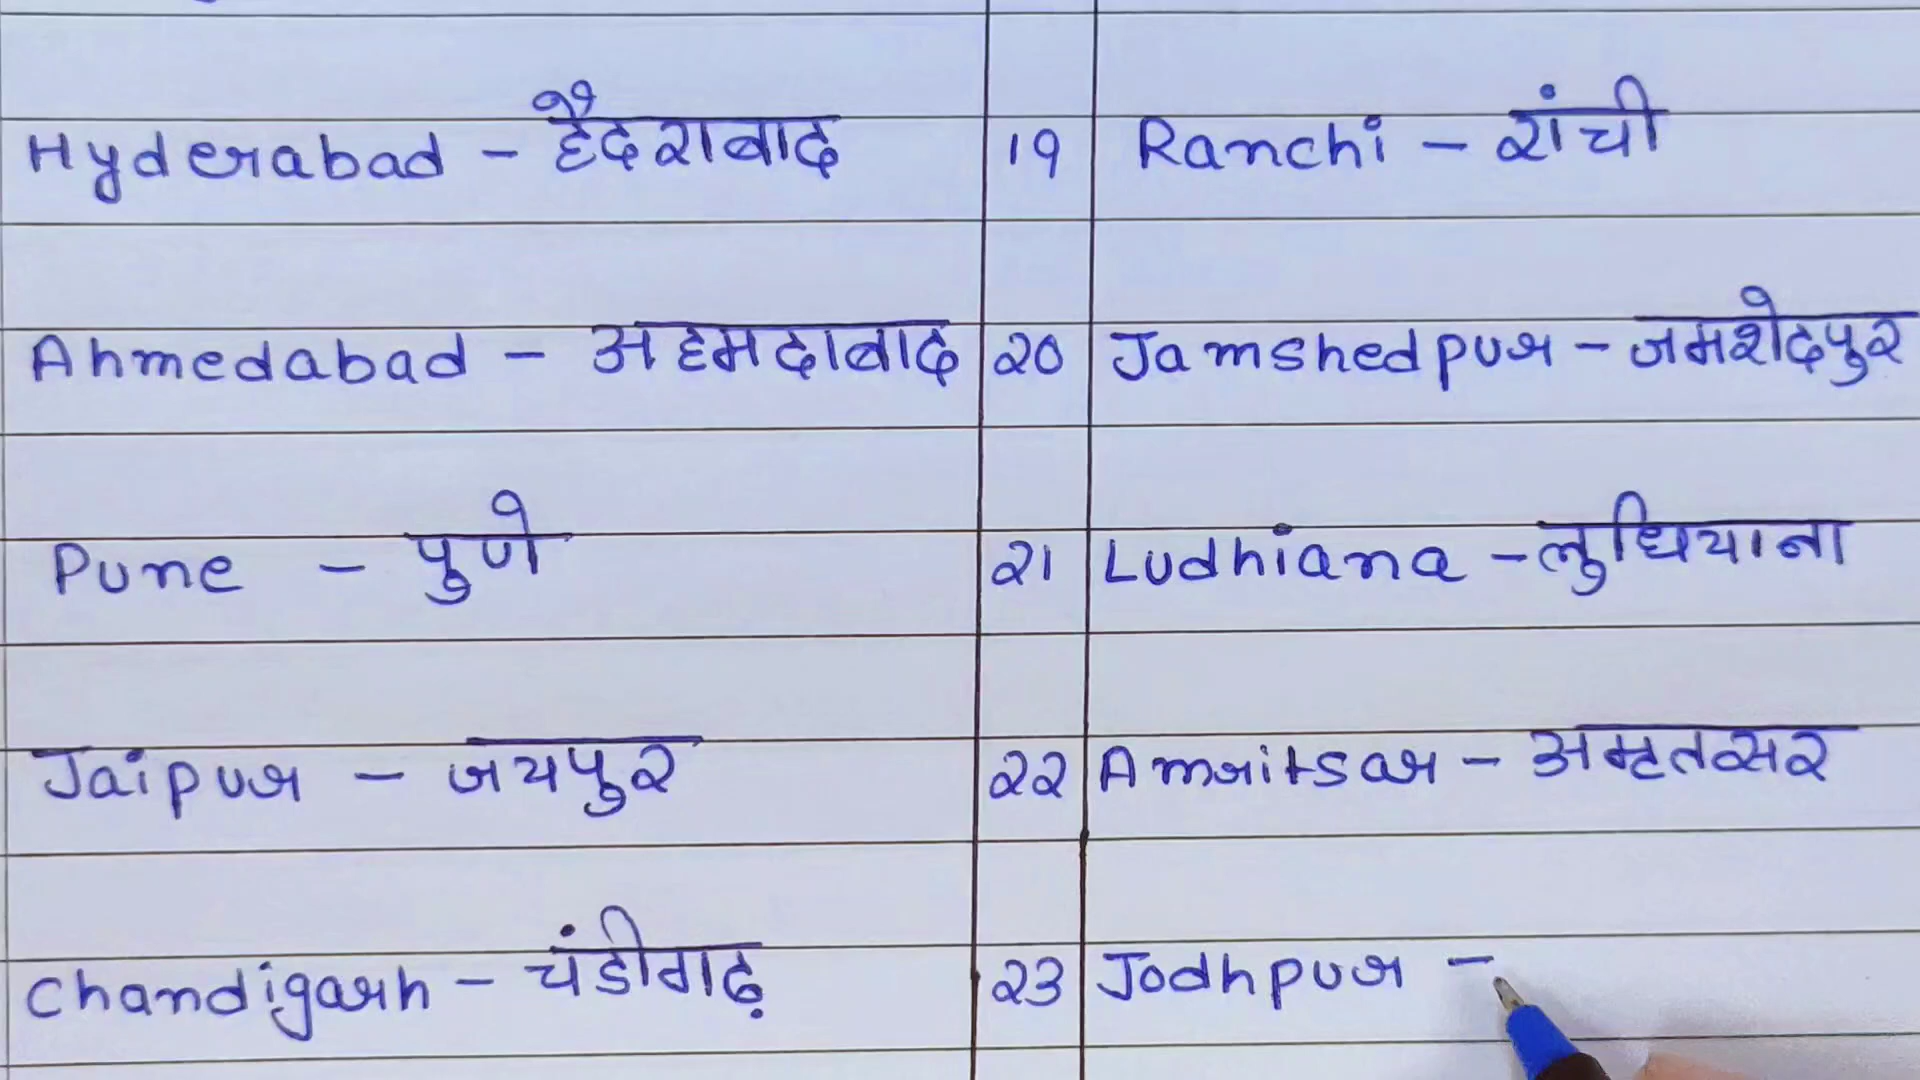 Hyderabad - हैदराबाद
19 Ranchi - रांची
Ahmedabad - अहमदाबाद
20 Jamshedpur - जमशेदपुर
Pune - पुणे
21 Ludhiana - लुधियाना
Jaipur - जयपुर
22 Amritsar - अमृतसर
Chandigarh - चंडीगढ़
23 Jodhpur -